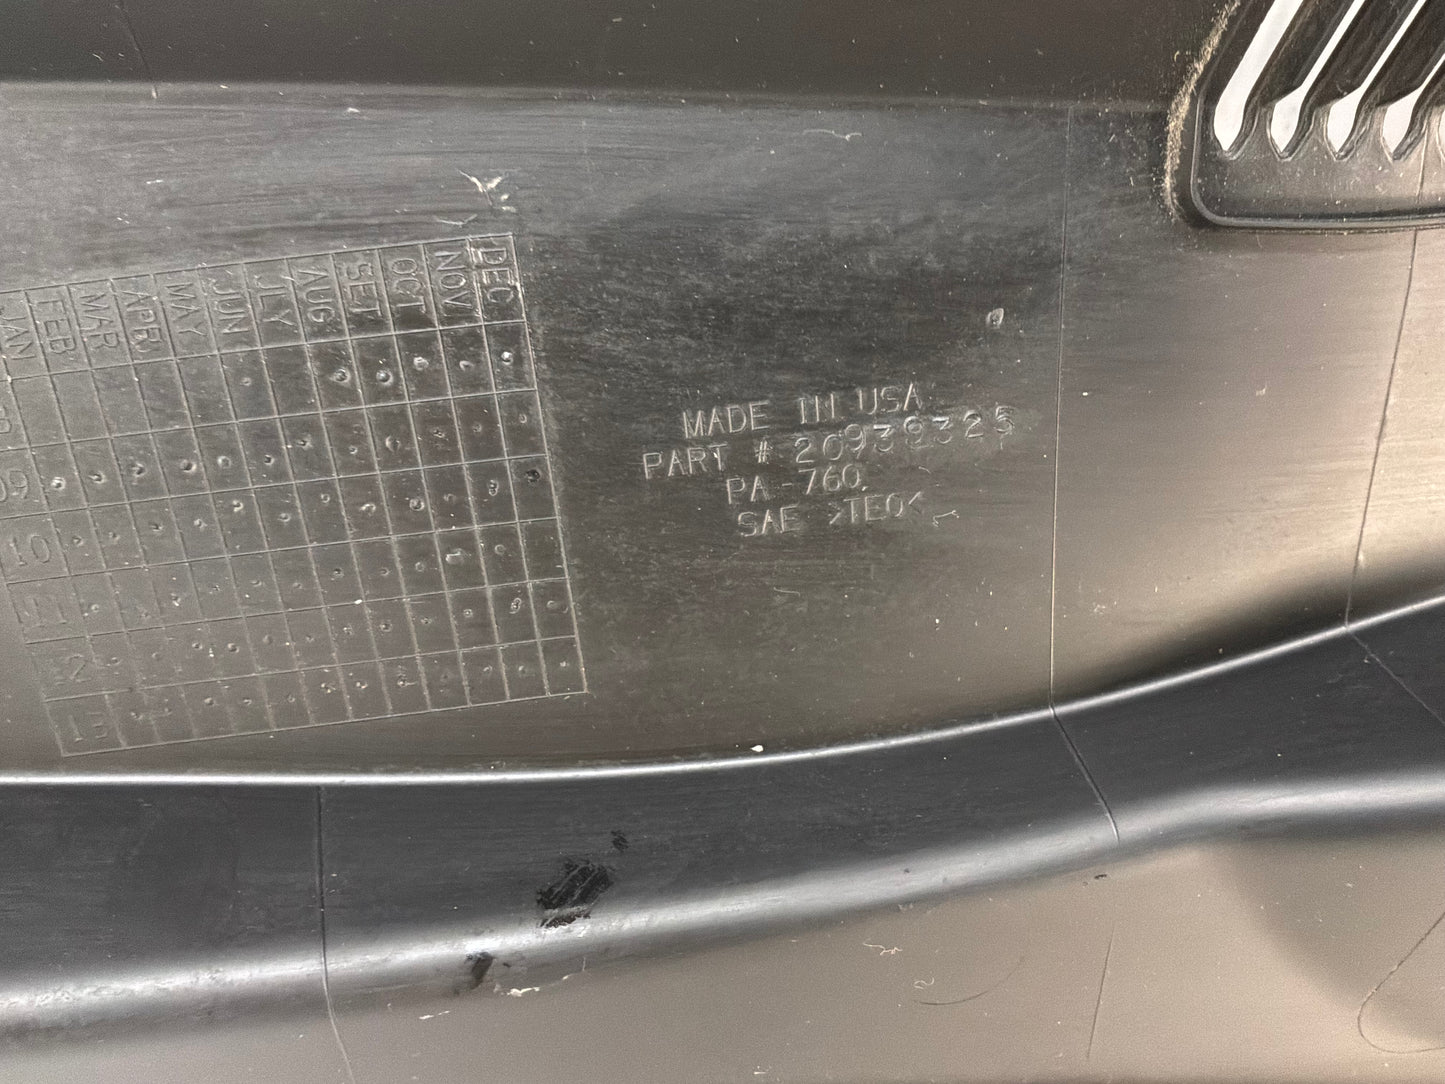 MADE IN USA
PART # 20939325
PA-760
SAE >TEO<
JAN
FEB
MAR
APR
MAY
JUN
JLY
AUG
SET
OCT
NOV
DEC
09
10
11
12
13